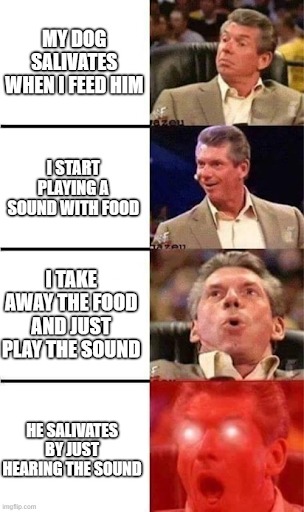 MY DOG
SALIVATES
WHEN I FEED HIM
I START
PLAYING A
SOUND WITH FOOD
I TAKE
AWAY THE FOOD
AND JUST
PLAY THE SOUND
HE SALIVATES
BY JUST
HEARING THE SOUND
imgflip.com